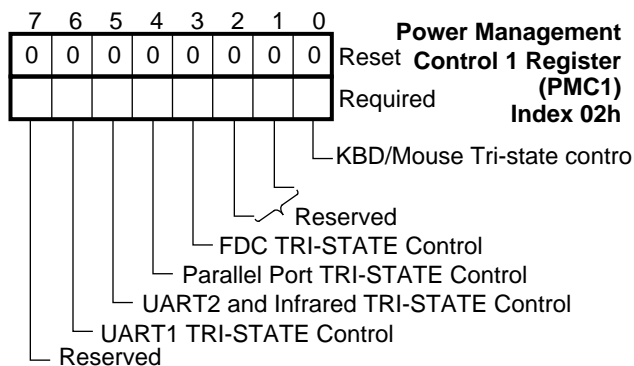 7 6 5 4 3 2 1 0
Power Management
Control 1 Register
(PMC1)
Index 02h
0 0 0 0 0 0 0 0 Reset
Required
KBD/Mouse Tri-state contro
Reserved
FDC TRI-STATE Control
Parallel Port TRI-STATE Control
UART2 and Infrared TRI-STATE Control
UART1 TRI-STATE Control
Reserved